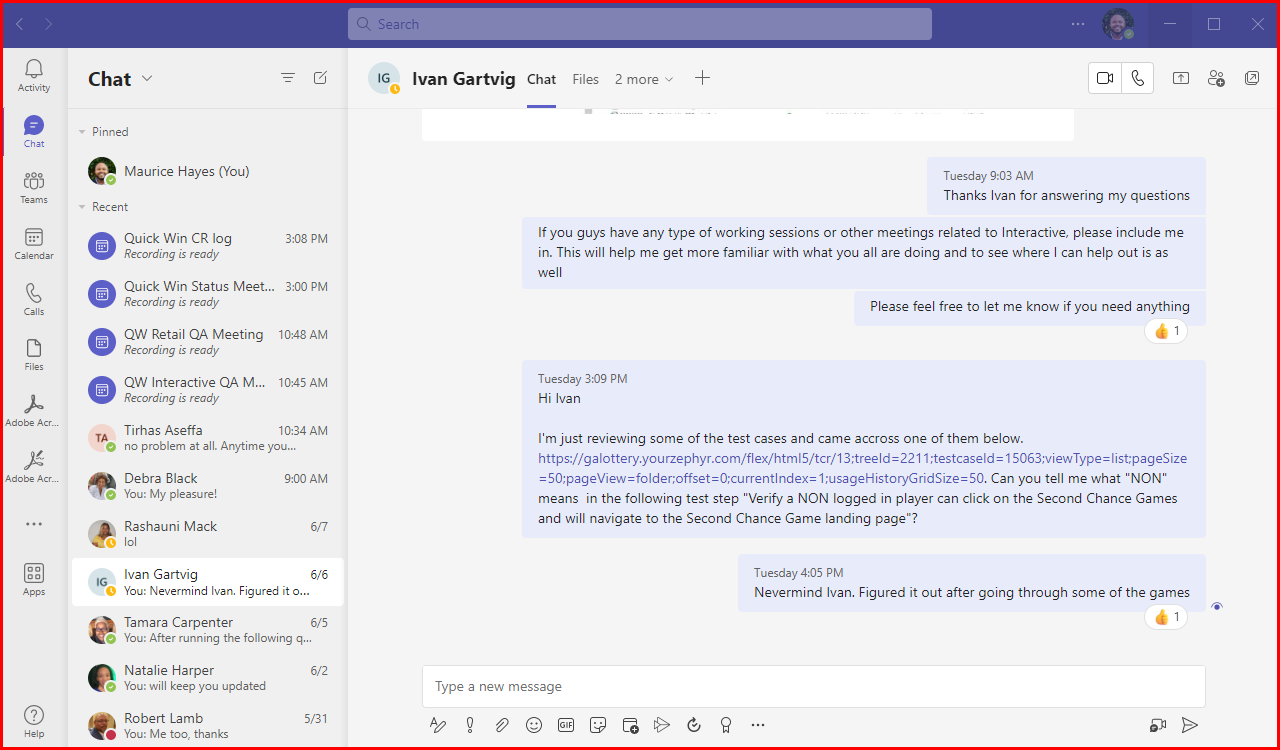 Search
Activity
Chat
Teams
Calendar
Calls
Files
Adobe Acr...
Adobe Acr...
Apps
Help
Chat
Pinned
Maurice Hayes (You)
Recent
Quick Win CR log 3:08 PM
Recording is ready
Quick Win Status Meet... 3:00 PM
Recording is ready
QW Retail QA Meeting 10:48 AM
Recording is ready
QW Interactive QA M... 10:45 AM
Recording is ready
TA
Tirhas Aseffa 10:34 AM
no problem at all. Anytime you...
Debra Black 9:00 AM
You: My pleasure!
Rashauni Mack 6/7
lol
IG
Ivan Gartvig 6/6
You: Nevermind Ivan. Figured it o...
Tamara Carpenter 6/5
You: After running the following q...
Natalie Harper 6/2
You: will keep you updated
Robert Lamb 5/31
You: Me too, thanks
IG Ivan Gartvig Chat Files 2 more
Tuesday 9:03 AM
Thanks Ivan for answering my questions
If you guys have any type of working sessions or other meetings related to Interactive, please include me
in. This will help me get more familiar with what you all are doing and to see where I can help out is as
well
Please feel free to let me know if you need anything
1
Tuesday 3:09 PM
Hi Ivan
I'm just reviewing some of the test cases and came accross one of them below.
https://galottery.yourzephyr.com/flex/html5/tcr/13;treeId=2211;testcaseId=15063;viewType=list;pageSize
=50;pageView=folder;offset=0;currentIndex=1;usageHistoryGridSize=50. Can you tell me what "NON"
means in the following test step "Verify a NON logged in player can click on the Second Chance Games
and will navigate to the Second Chance Game landing page"?
Tuesday 4:05 PM
Nevermind Ivan. Figured it out after going through some of the games
1
Type a new message
GIF